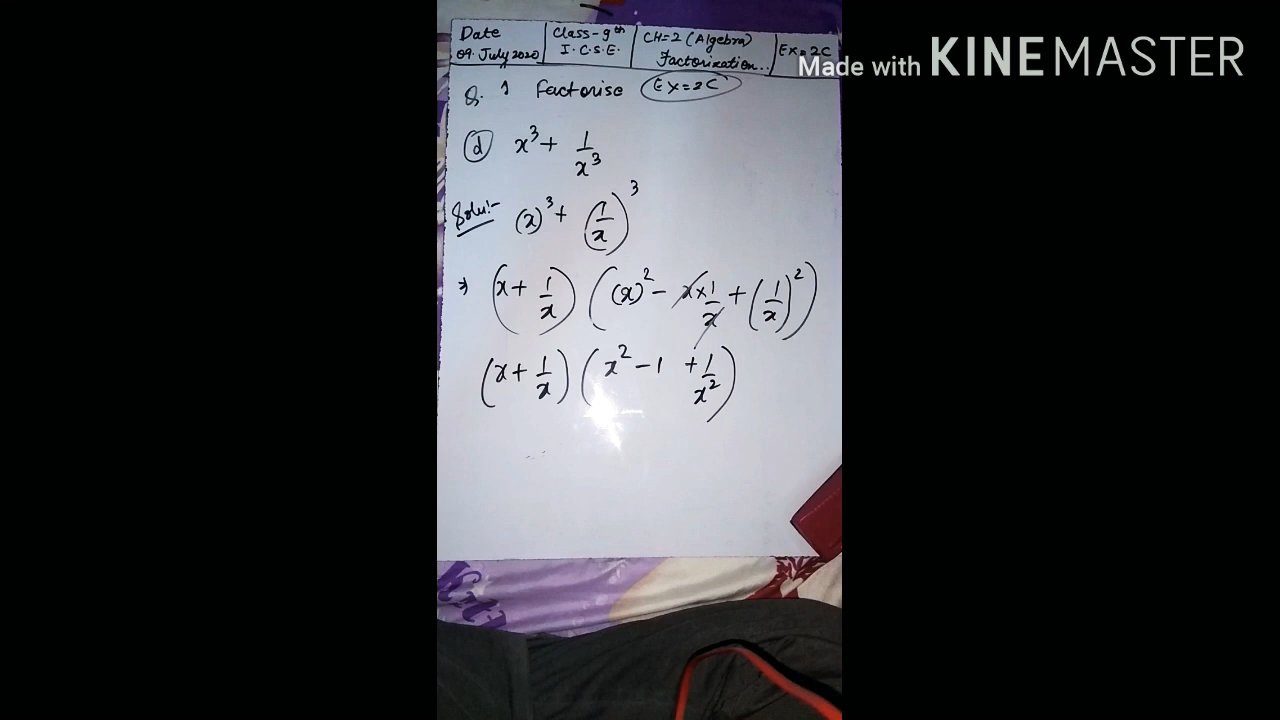 Date
09. July 2020
Class-9th
I.C.S.E.
CH=2 (Algebra)
Factorization...
Ex=2C
Made with KINEMASTER
Q. 1 Factorise Ex=2C
(d) x³ + 1/x³
Solu:- (x)³ + (1/x)³
⇒ (x + 1/x) ((x)² - x×1/x + (1/x)²)
(x + 1/x) (x² - 1 + 1/x²)